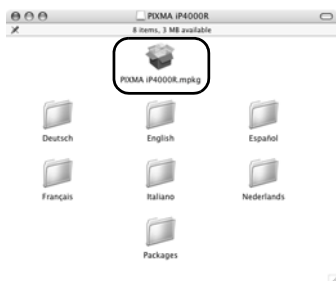 PIXMA iP4000R
8 items, 3 MB available
PIXMA iP4000R.mpkg
Deutsch English Español
Français Italiano Nederlands
Packages